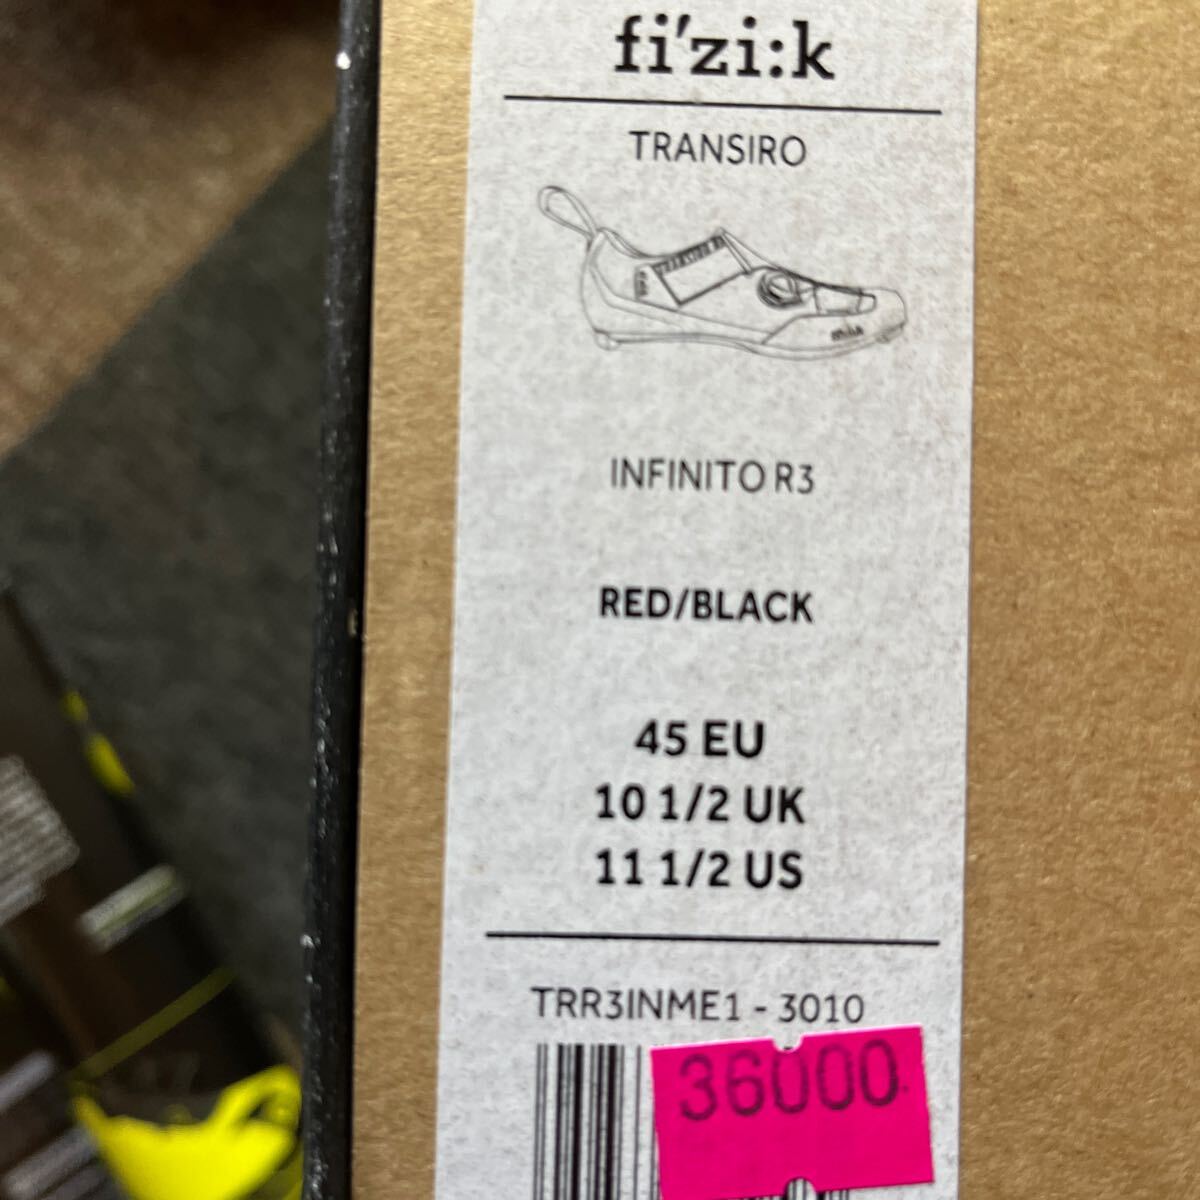 fi'zi:k
TRANSIRO
INFINITO R3
RED/BLACK
45 EU
10 1/2 UK
11 1/2 US
TRR3INME1 - 3010
36000